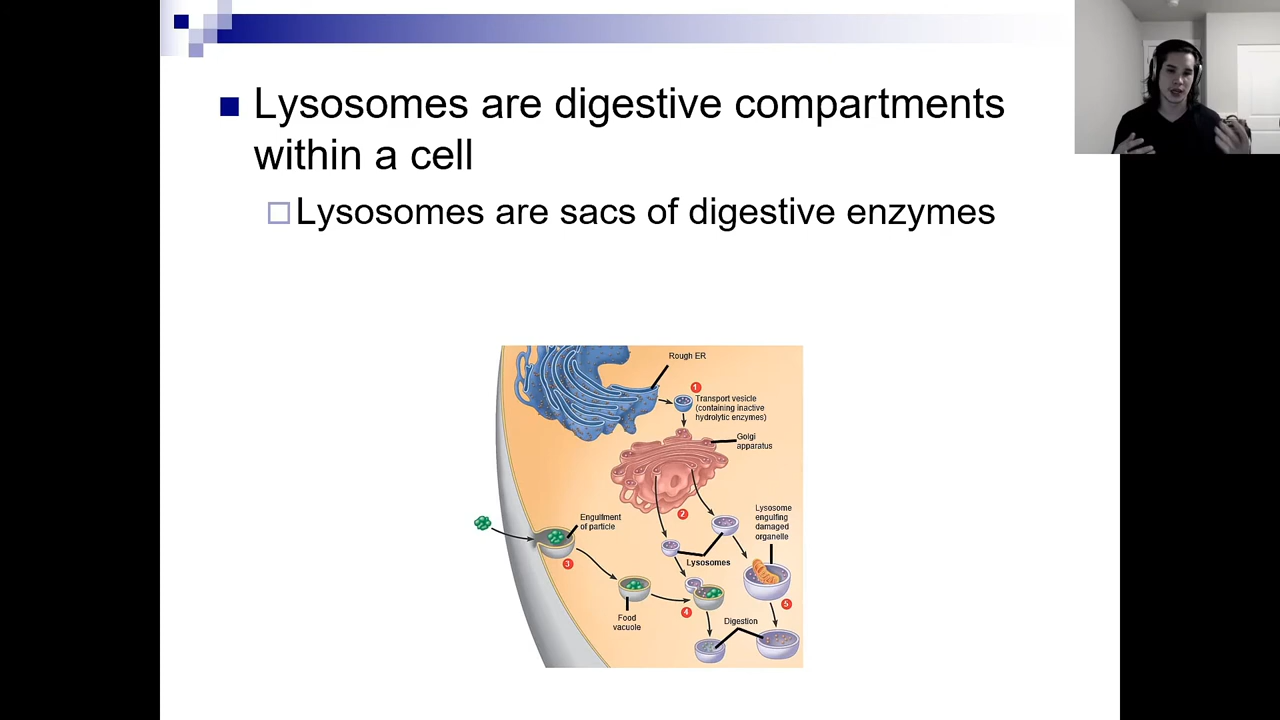 Lysosomes are digestive compartments
within a cell
Lysosomes are sacs of digestive enzymes
Rough ER
1
Transport vesicle
(containing inactive
hydrolytic enzymes)
Golgi
apparatus
2
Engulfment
of particle
3
Lysosome
engulfing
damaged
organelle
Lysosomes
4
5
Food
vacuole
Digestion